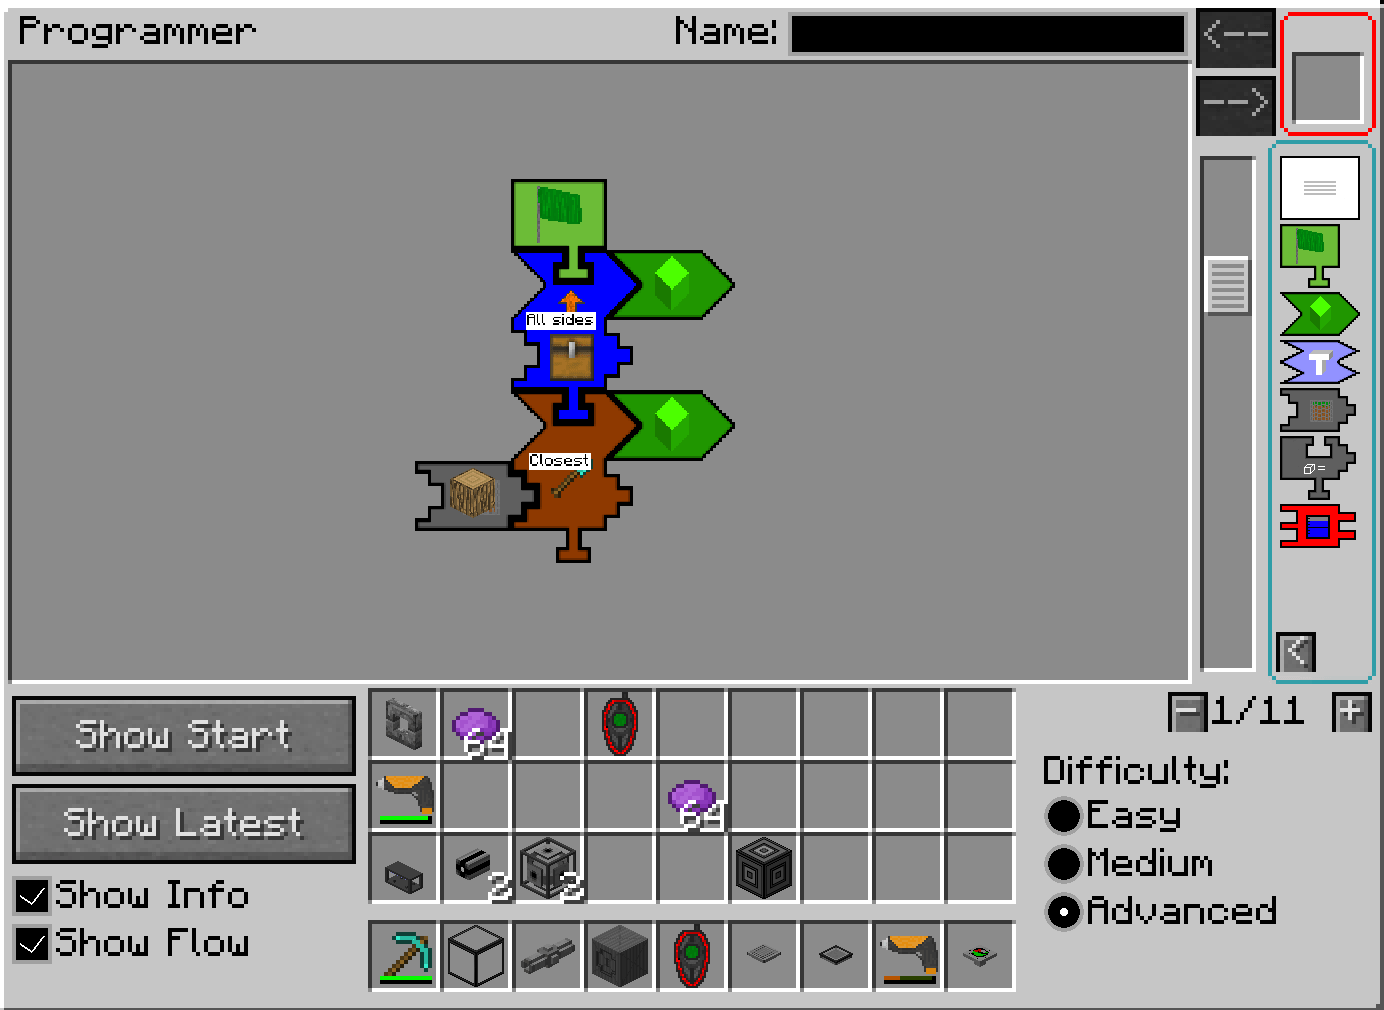 Programmer
Name:
<--
-->
All sides
Closest
T
=
<
Show Start
Show Latest
Show Info
Show Flow
64
64
2
2
- 1/11 +
Difficulty:
Easy
Medium
Advanced